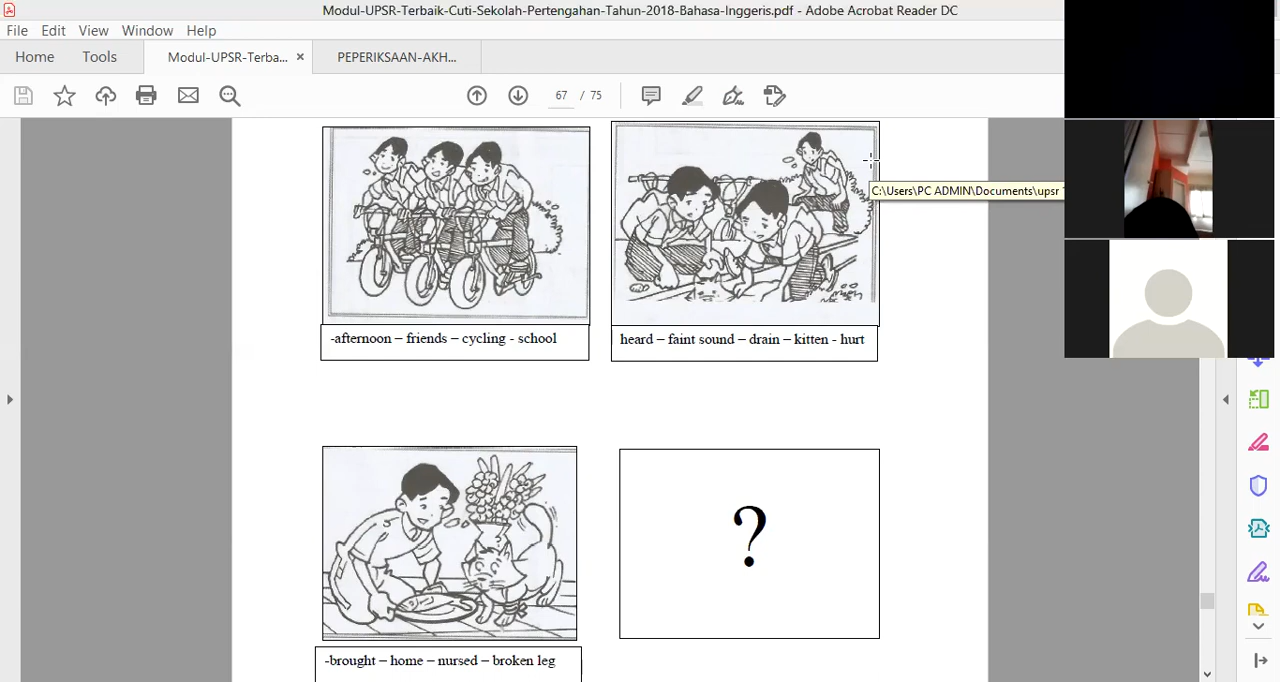 Modul-UPSR-Terbaik-Cuti-Sekolah-Pertengahan-Tahun-2018-Bahasa-Inggeris.pdf - Adobe Acrobat Reader DC
File Edit View Window Help
Home Tools Modul-UPSR-Terba... × PEPERIKSAAN-AKH...
67 / 75
C:\Users\PC ADMIN\Documents\upsr
-afternoon – friends – cycling - school
heard – faint sound – drain – kitten - hurt
?
-brought – home – nursed – broken leg